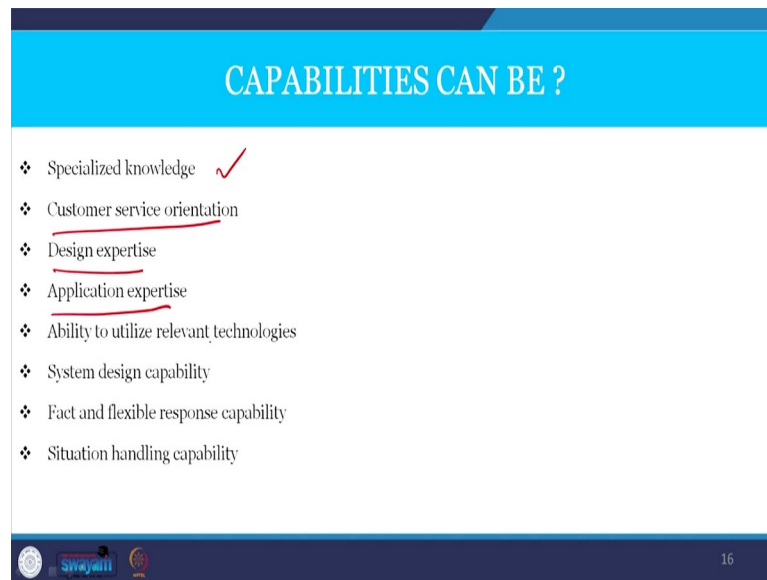 CAPABILITIES CAN BE ?
Specialized knowledge
Customer service orientation
Design expertise
Application expertise
Ability to utilize relevant technologies
System design capability
Fact and flexible response capability
Situation handling capability
swayam
16